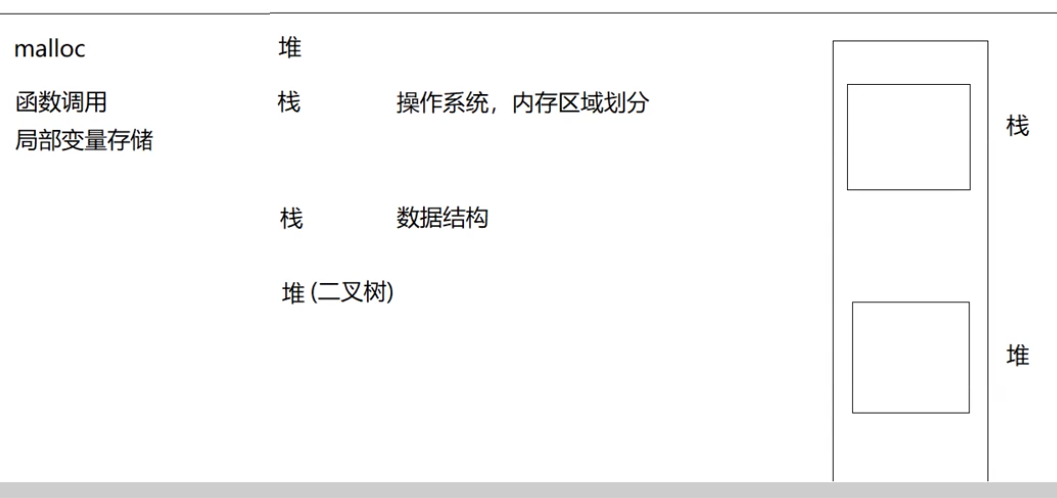 malloc 堆
函数调用 栈 操作系统，内存区域划分
局部变量存储
栈 数据结构
堆 (二叉树)
栈
堆